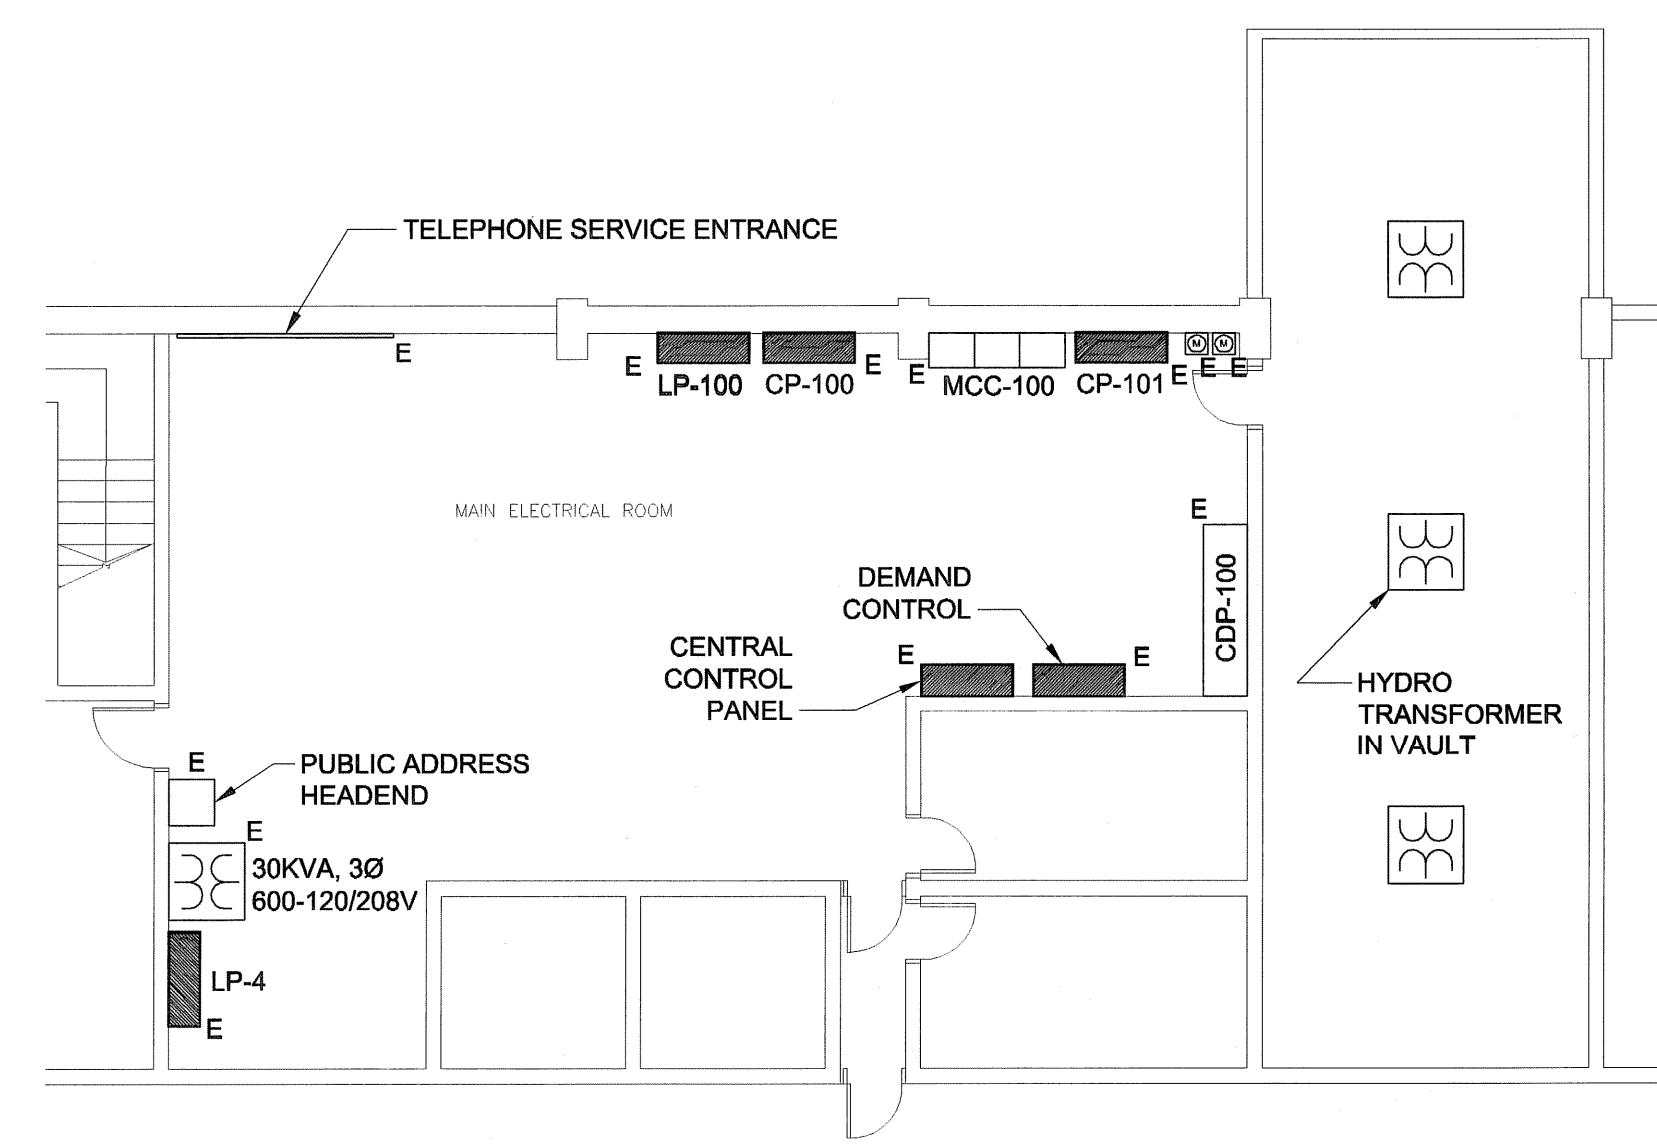 TELEPHONE SERVICE ENTRANCE
E
E
LP-100
CP-100
E
E
MCC-100
CP-101
E
M
M
E
E
MAIN ELECTRICAL ROOM
E
CDP-100
DEMAND
CONTROL
E
CENTRAL
CONTROL
PANEL
E
HYDRO
TRANSFORMER
IN VAULT
E
PUBLIC ADDRESS
HEADEND
E
30KVA, 3Ø
600-120/208V
LP-4
E